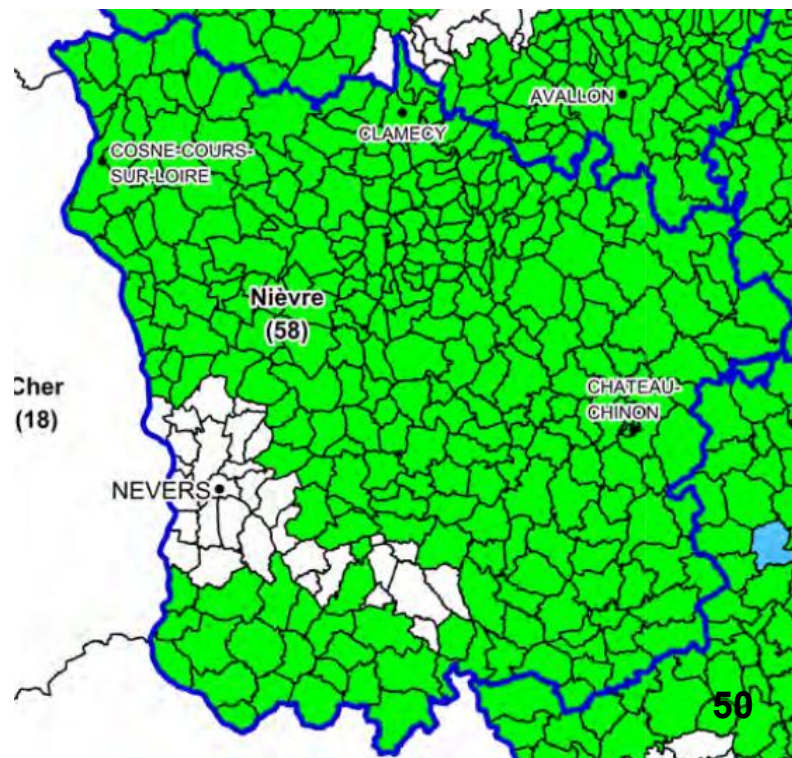 AVALLON
CLAMECY
COSNE-COURS-
SUR-LOIRE
Nièvre
(58)
Cher
(18)
CHATEAU-
CHINON
NEVERS
50